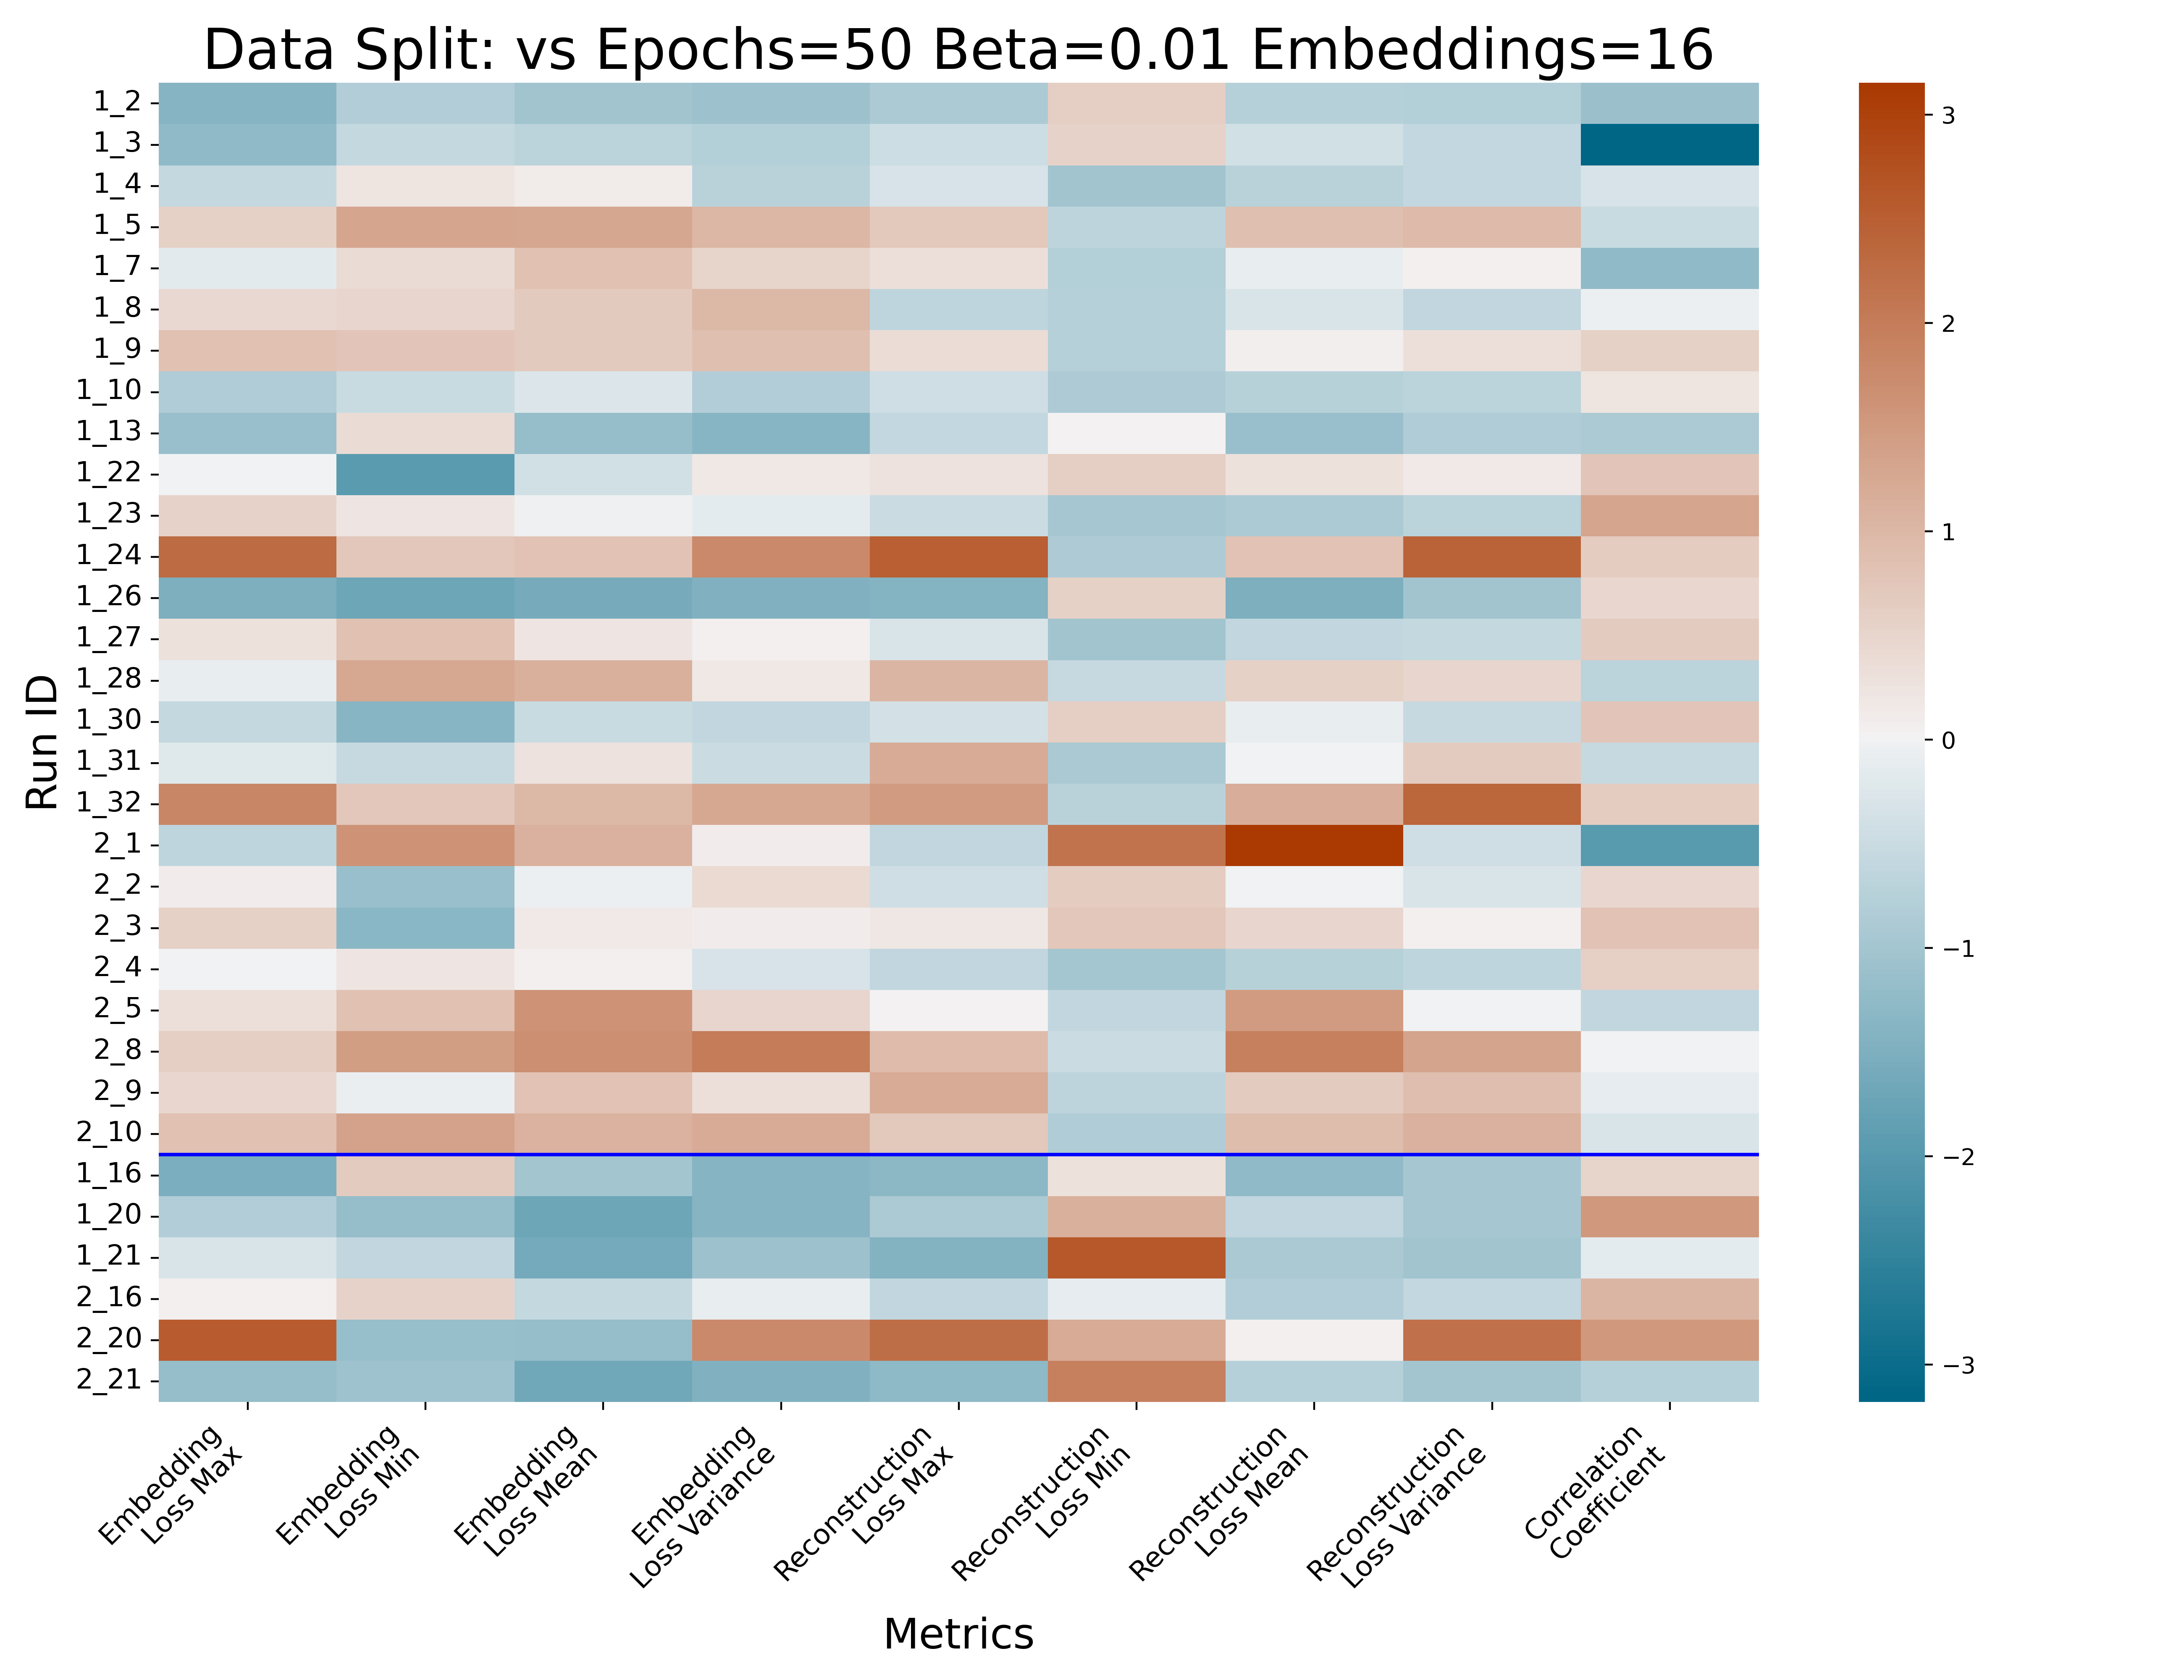 Data Split: vs Epochs=50 Beta=0.01 Embeddings=16
Run ID
1_2
1_3
1_4
1_5
1_7
1_8
1_9
1_10
1_13
1_22
1_23
1_24
1_26
1_27
1_28
1_30
1_31
1_32
2_1
2_2
2_3
2_4
2_5
2_8
2_9
2_10
1_16
1_20
1_21
2_16
2_20
2_21
3
2
1
0
−1
−2
−3
Embedding
Loss Max
Embedding
Loss Min
Embedding
Loss Mean
Embedding
Loss Variance
Reconstruction
Loss Max
Reconstruction
Loss Min
Reconstruction
Loss Mean
Reconstruction
Loss Variance
Correlation
Coefficient
Metrics